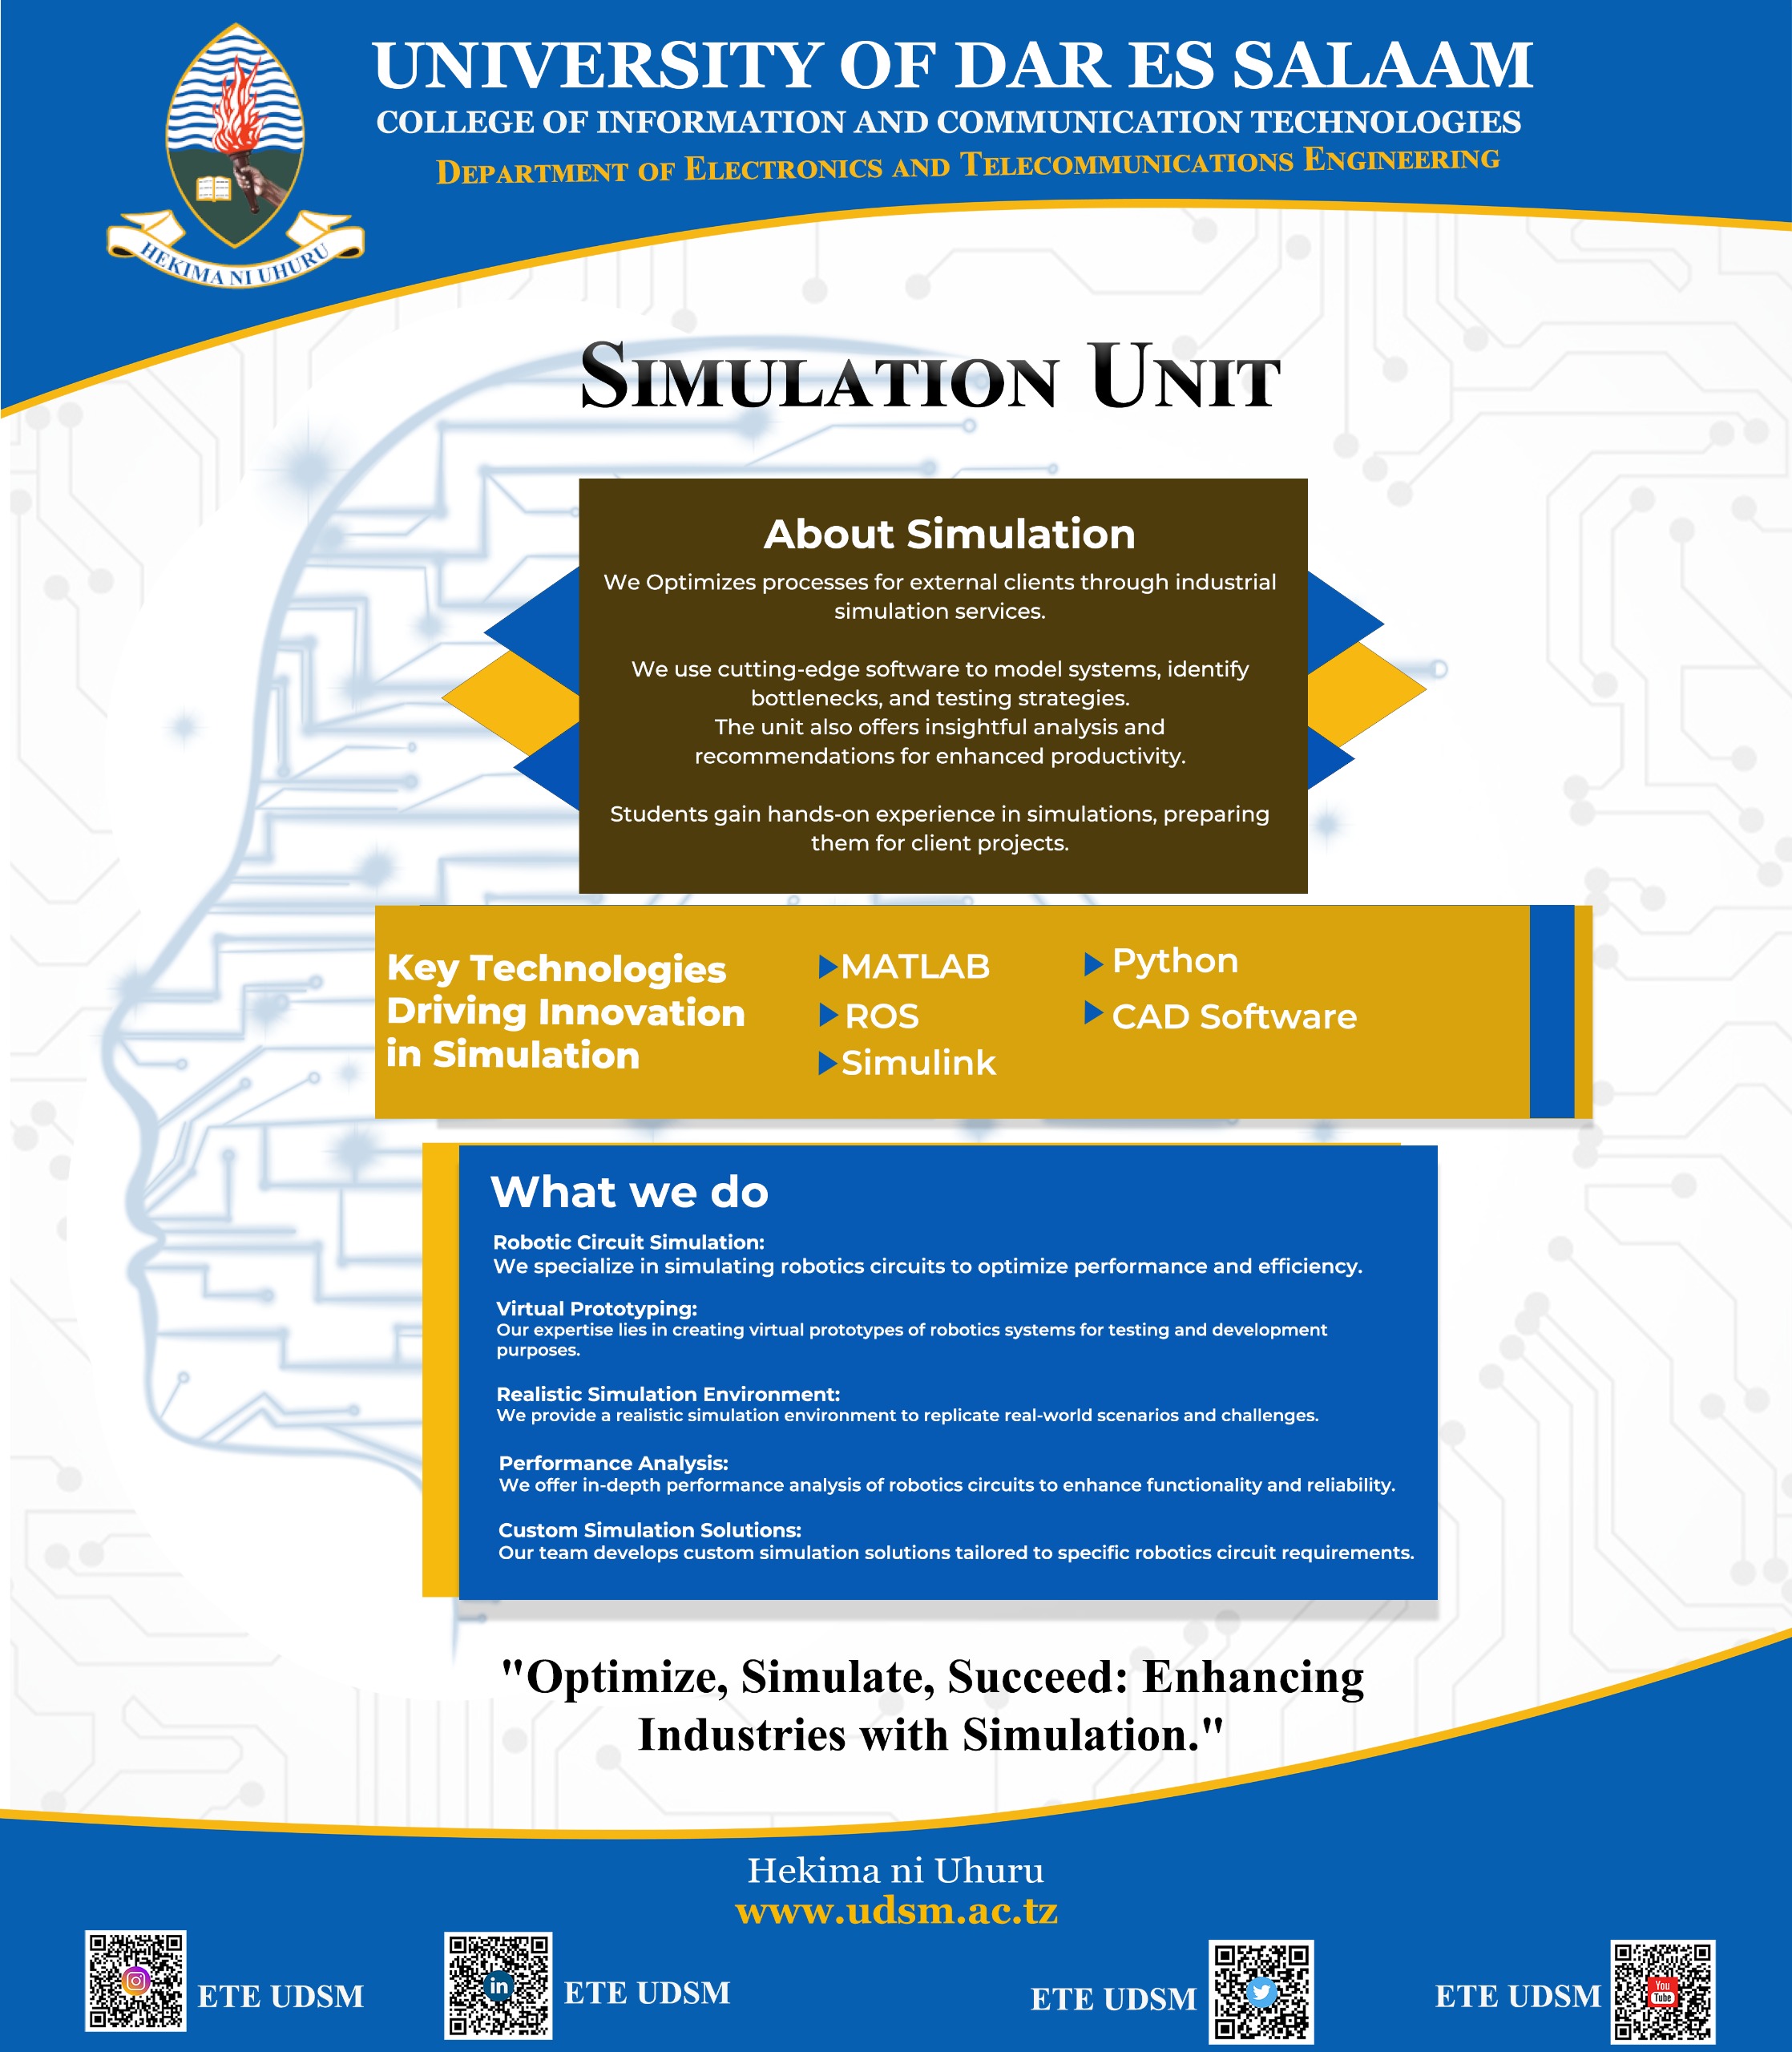 UNIVERSITY OF DAR ES SALAAM
COLLEGE OF INFORMATION AND COMMUNICATION TECHNOLOGIES
DEPARTMENT OF ELECTRONICS AND TELECOMMUNICATIONS ENGINEERING
HEKIMA NI UHURU
SIMULATION UNIT
About Simulation
We Optimizes processes for external clients through industrial
simulation services.
We use cutting-edge software to model systems, identify
bottlenecks, and testing strategies.
The unit also offers insightful analysis and
recommendations for enhanced productivity.
Students gain hands-on experience in simulations, preparing
them for client projects.
Key Technologies
Driving Innovation
in Simulation
MATLAB
ROS
Simulink
Python
CAD Software
What we do
Robotic Circuit Simulation:
We specialize in simulating robotics circuits to optimize performance and efficiency.
Virtual Prototyping:
Our expertise lies in creating virtual prototypes of robotics systems for testing and development
purposes.
Realistic Simulation Environment:
We provide a realistic simulation environment to replicate real-world scenarios and challenges.
Performance Analysis:
We offer in-depth performance analysis of robotics circuits to enhance functionality and reliability.
Custom Simulation Solutions:
Our team develops custom simulation solutions tailored to specific robotics circuit requirements.
"Optimize, Simulate, Succeed: Enhancing
Industries with Simulation."
Hekima ni Uhuru
www.udsm.ac.tz
ETE UDSM
in
ETE UDSM
ETE UDSM
ETE UDSM
You
Tube